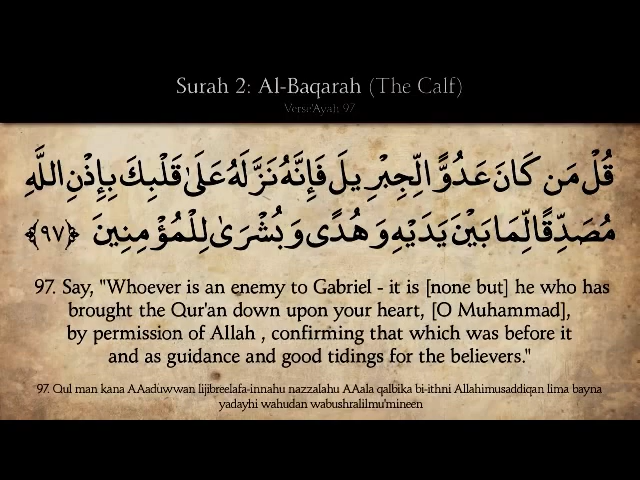 Surah 2: Al-Baqarah (The Calf)
Verse'Ayah 97
قُلْ مَن كَانَ عَدُوًّا لِّجِبْرِيلَ فَإِنَّهُ نَزَّلَهُ عَلَىٰ قَلْبِكَ بِإِذْنِ اللَّهِ
مُصَدِّقًا لِّمَا بَيْنَ يَدَيْهِ وَهُدًى وَبُشْرَىٰ لِلْمُؤْمِنِينَ ﴿٩٧﴾
97. Say, "Whoever is an enemy to Gabriel - it is [none but] he who has
brought the Qur'an down upon your heart, [O Muhammad],
by permission of Allah , confirming that which was before it
and as guidance and good tidings for the believers."
97. Qul man kana AAaduwwan lijibreelafa-innahu nazzalahu AAala qalbika bi-ithni Allahimusaddiqan lima bayna
yadayhi wahudan wabushralilmu'mineen